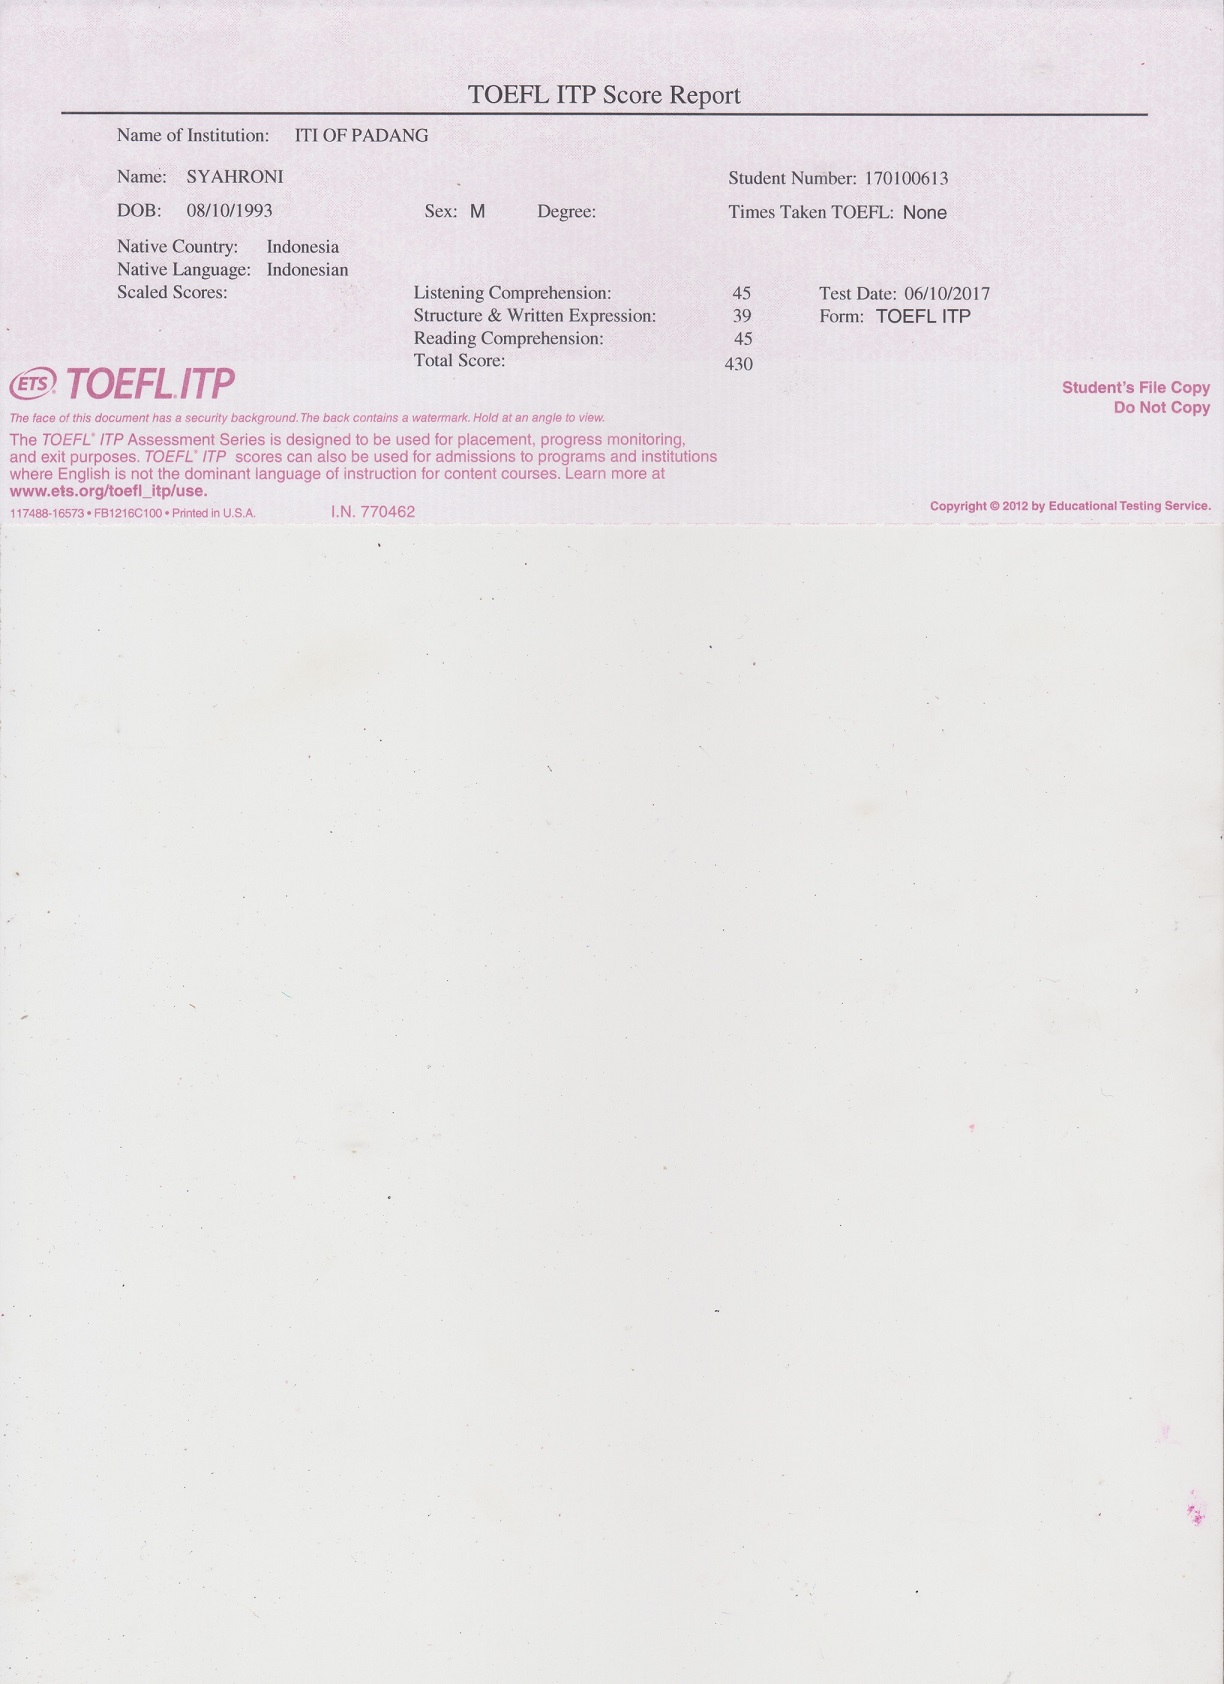 TOEFL ITP Score Report
Name of Institution: ITI OF PADANG
Name: SYAHRONI
Student Number: 170100613
DOB: 08/10/1993 Sex: M Degree: Times Taken TOEFL: None
Native Country: Indonesia
Native Language: Indonesian
Scaled Scores: Listening Comprehension: 45 Test Date: 06/10/2017
Structure & Written Expression: 39 Form: TOEFL ITP
Reading Comprehension: 45
Total Score: 430
ETS® TOEFL®ITP
Student's File Copy
Do Not Copy
The face of this document has a security background. The back contains a watermark. Hold at an angle to view.
The TOEFL® ITP Assessment Series is designed to be used for placement, progress monitoring,
and exit purposes. TOEFL® ITP scores can also be used for admissions to programs and institutions
where English is not the dominant language of instruction for content courses. Learn more at
www.ets.org/toefl_itp/use.
117488-16573 • FB1216C100 • Printed in U.S.A. I.N. 770462
Copyright © 2012 by Educational Testing Service.